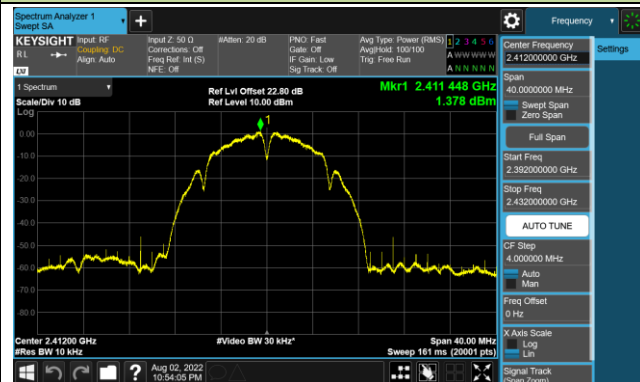 Spectrum Analyzer 1
Swept SA
Frequency
KEYSIGHT
Input: RF
Coupling: DC
Align: Auto
Input Z: 50 Ω
Corrections: Off
Freq Ref: Int (S)
NFE: Off
#Atten: 20 dB
PNO: Fast
Gate: Off
IF Gain: Low
Sig Track: Off
Avg Type: Power (RMS)
Avg|Hold: 100/100
Trig: Free Run
1 2 3 4 5 6
A W W W W W
A N N N N N
RL
LXI
1 Spectrum
Scale/Div 10 dB
Ref Lvl Offset 22.80 dB
Ref Level 10.00 dBm
Mkr1 2.411 448 GHz
1.378 dBm
Log
1
0.00
-10.0
-20.0
-30.0
-40.0
-50.0
-60.0
-70.0
-80.0
Center 2.41200 GHz
#Res BW 10 kHz
#Video BW 30 kHz*
Span 40.00 MHz
Sweep 161 ms (20001 pts)
Aug 02, 2022
10:54:05 PM
Center Frequency
2.412000000 GHz
Settings
Span
40.0000000 MHz
Swept Span
Zero Span
Full Span
Start Freq
2.392000000 GHz
Stop Freq
2.432000000 GHz
AUTO TUNE
CF Step
4.000000 MHz
Auto
Man
Freq Offset
0 Hz
X Axis Scale
Log
Lin
Signal Track
(Span Zoom)